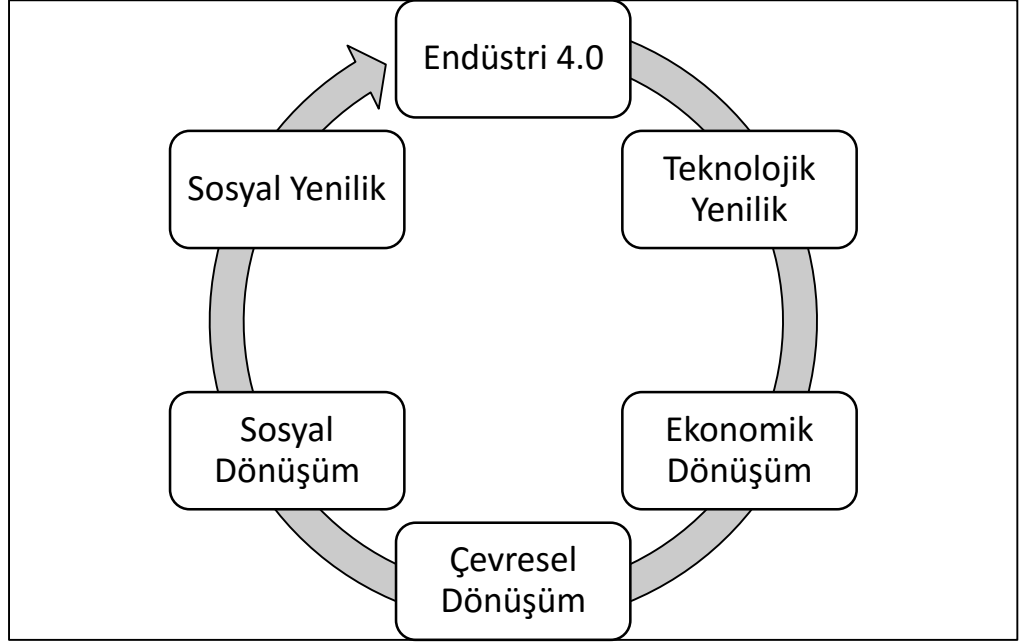 Endüstri 4.0
Teknolojik
Yenilik
Ekonomik
Dönüşüm
Çevresel
Dönüşüm
Sosyal
Dönüşüm
Sosyal Yenilik